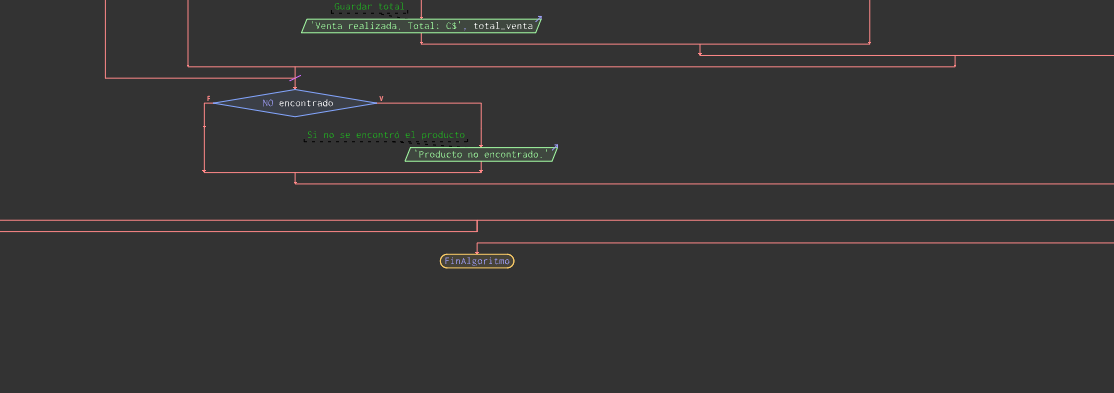 Guardar total
'Venta realizada. Total: C$', total_venta
F
NO encontrado
V
Si no se encontró el producto
'Producto no encontrado.'
FinAlgoritmo